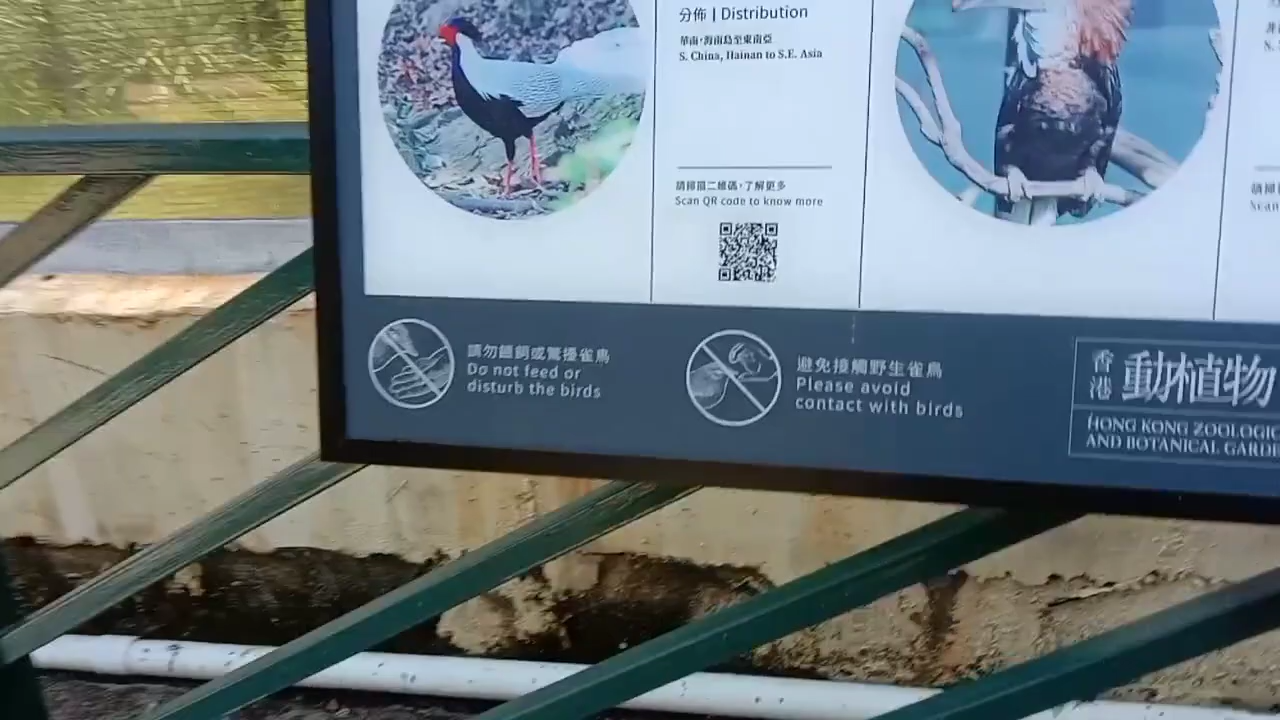 分佈 | Distribution
華南，海南島至東南亞
S. China, Hainan to S.E. Asia
請掃描二維碼，了解更多
Scan QR code to know more
請勿餵飼或驚擾雀鳥
Do not feed or
disturb the birds
避免接觸野生雀鳥
Please avoid
contact with birds
香港
動植物
HONG KONG ZOOLOGIC
AND BOTANICAL GARDE
S.
Scan